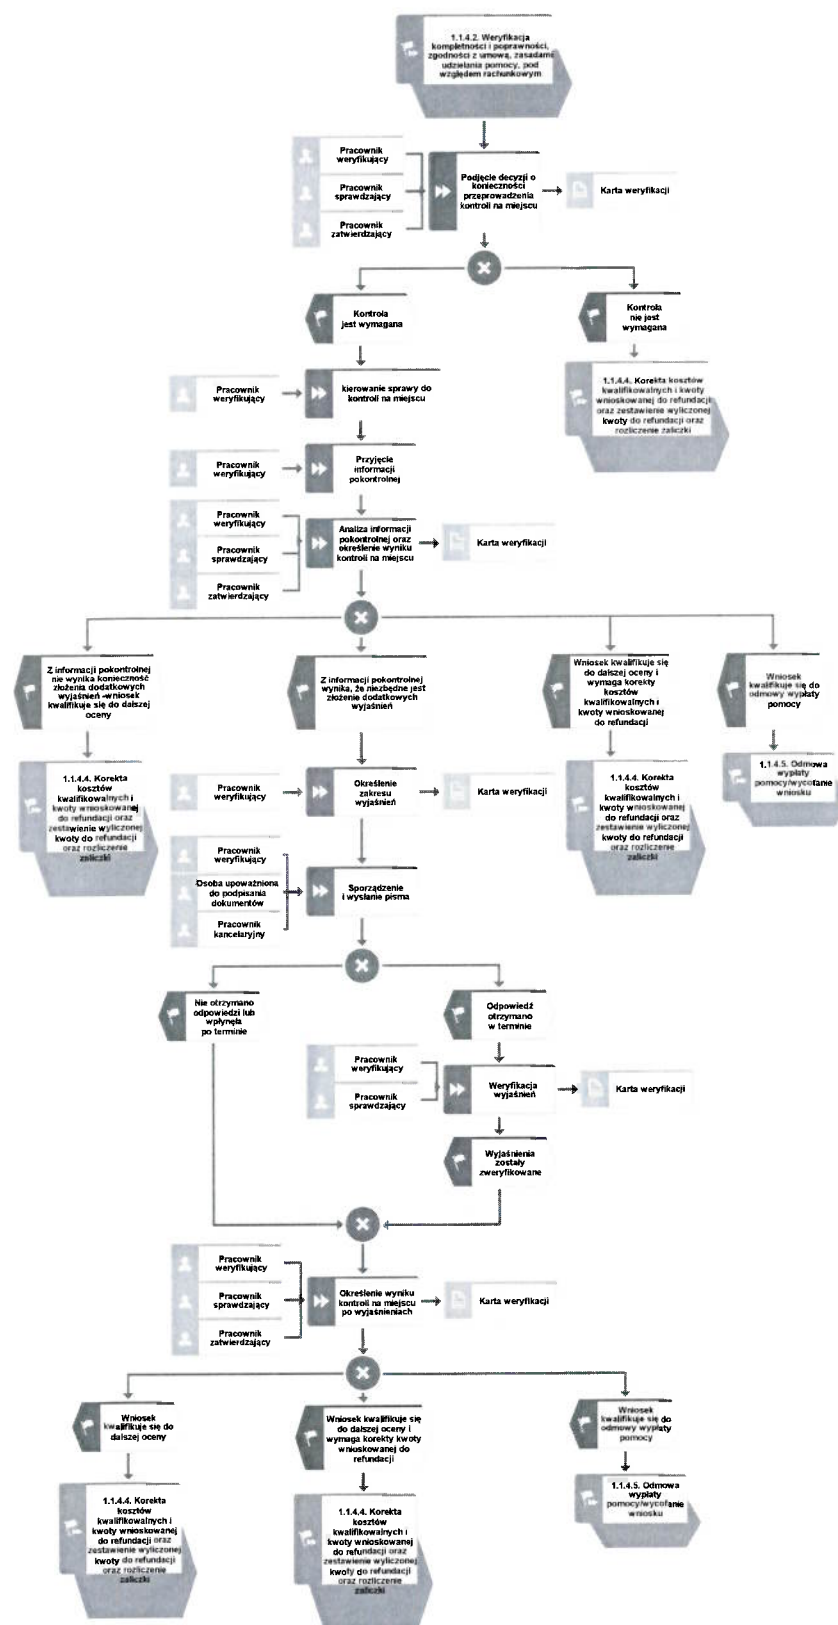 1.1.4.2. Weryfikacja
kompletności i poprawności,
zgodności z umową, zasadami
udzielania pomocy, pod
względem rachunkowym
Pracownik
weryfikujący
Pracownik
sprawdzający
Pracownik
zatwierdzający
Podjęcie decyzji o
konieczności
przeprowadzenia
kontroli na miejscu
Karta weryfikacji
Kontrola
jest wymagana
Kontrola
nie jest
wymagana
1.1.4.4. Korekta kosztów
kwalifikowalnych i kwoty
wnioskowanej do refundacji
oraz zestawienie wyliczonej
kwoty do refundacji oraz
rozliczenie zaliczki
Pracownik
weryfikujący
kierowanie sprawy do
kontroli na miejscu
Pracownik
weryfikujący
Przyjęcie
informacji
pokontrolnej
Pracownik
weryfikujący
Pracownik
sprawdzający
Pracownik
zatwierdzający
Analiza informacji
pokontrolnej oraz
określenie wyniku
kontroli na miejscu
Karta weryfikacji
Z informacji pokontrolnej
nie wynika konieczność
złożenia dodatkowych
wyjaśnień -wniosek
kwalifikuje się do dalszej
oceny
Z informacji pokontrolnej
wynika, że niezbędne jest
złożenie dodatkowych
wyjaśnień
Wniosek kwalifikuje się
do dalszej oceny i
wymaga korekty
kosztów
kwalifikowalnych i
kwoty wnioskowanej
do refundacji
Wniosek
kwalifikuje się do
odmowy wypłaty
pomocy
1.1.4.4. Korekta
kosztów
kwalifikowalnych i
kwoty wnioskowanej
do refundacji oraz
zestawienie wyliczonej
kwoty do refundacji
oraz rozliczenie
zaliczki
Pracownik
weryfikujący
Określenie
zakresu
wyjaśnień
Karta weryfikacji
1.1.4.4. Korekta
kosztów
kwalifikowalnych i
kwoty wnioskowanej
do refundacji oraz
zestawienie wyliczonej
kwoty do refundacji
oraz rozliczenie
zaliczki
1.1.4.5. Odmowa
wypłaty
pomocy/wycofanie
wniosku
Pracownik
weryfikujący
Osoba upoważniona
do podpisania
dokumentów
Pracownik
kancelaryjny
Sporządzenie
i wysłanie pisma
Nie otrzymano
odpowiedzi lub
wpłynęła
po terminie
Odpowiedź
otrzymano
w terminie
Pracownik
weryfikujący
Pracownik
sprawdzający
Weryfikacja
wyjaśnień
Karta weryfikacji
Wyjaśnienia
zostały
zweryfikowane
Pracownik
weryfikujący
Pracownik
sprawdzający
Pracownik
zatwierdzający
Określenie wyniku
kontroli na miejscu
po wyjaśnieniach
Karta weryfikacji
Wniosek
kwalifikuje się do
dalszej oceny
Wniosek kwalifikuje się
do dalszej oceny i
wymaga korekty kwoty
wnioskowanej do
refundacji
Wniosek
kwalifikuje się do
odmowy wypłaty
pomocy
1.1.4.4. Korekta
kosztów
kwalifikowalnych i
kwoty wnioskowanej
do refundacji oraz
zestawienie wyliczonej
kwoty do refundacji
oraz rozliczenie
zaliczki
1.1.4.4. Korekta
kosztów
kwalifikowalnych i
kwoty wnioskowanej
do refundacji oraz
zestawienie wyliczonej
kwoty do refundacji
oraz rozliczenie
zaliczki
1.1.4.5. Odmowa
wypłaty
pomocy/wycofanie
wniosku